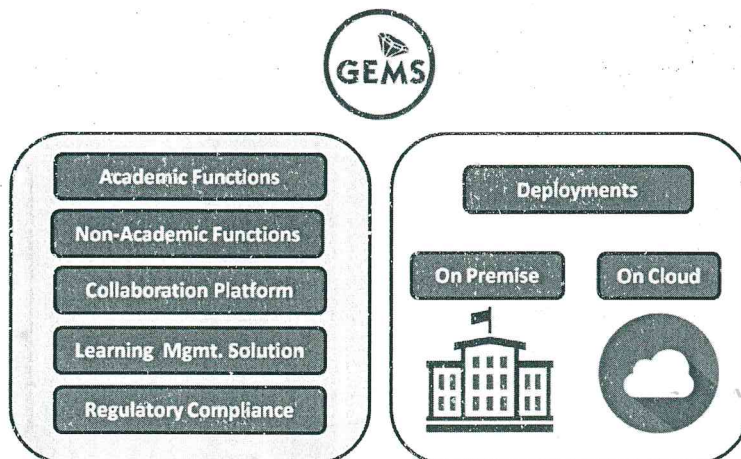 GEMS
Academic Functions
Non-Academic Functions
Collaboration Platform
Learning Mgmt. Solution
Regulatory Compliance
Deployments
On Premise
On Cloud